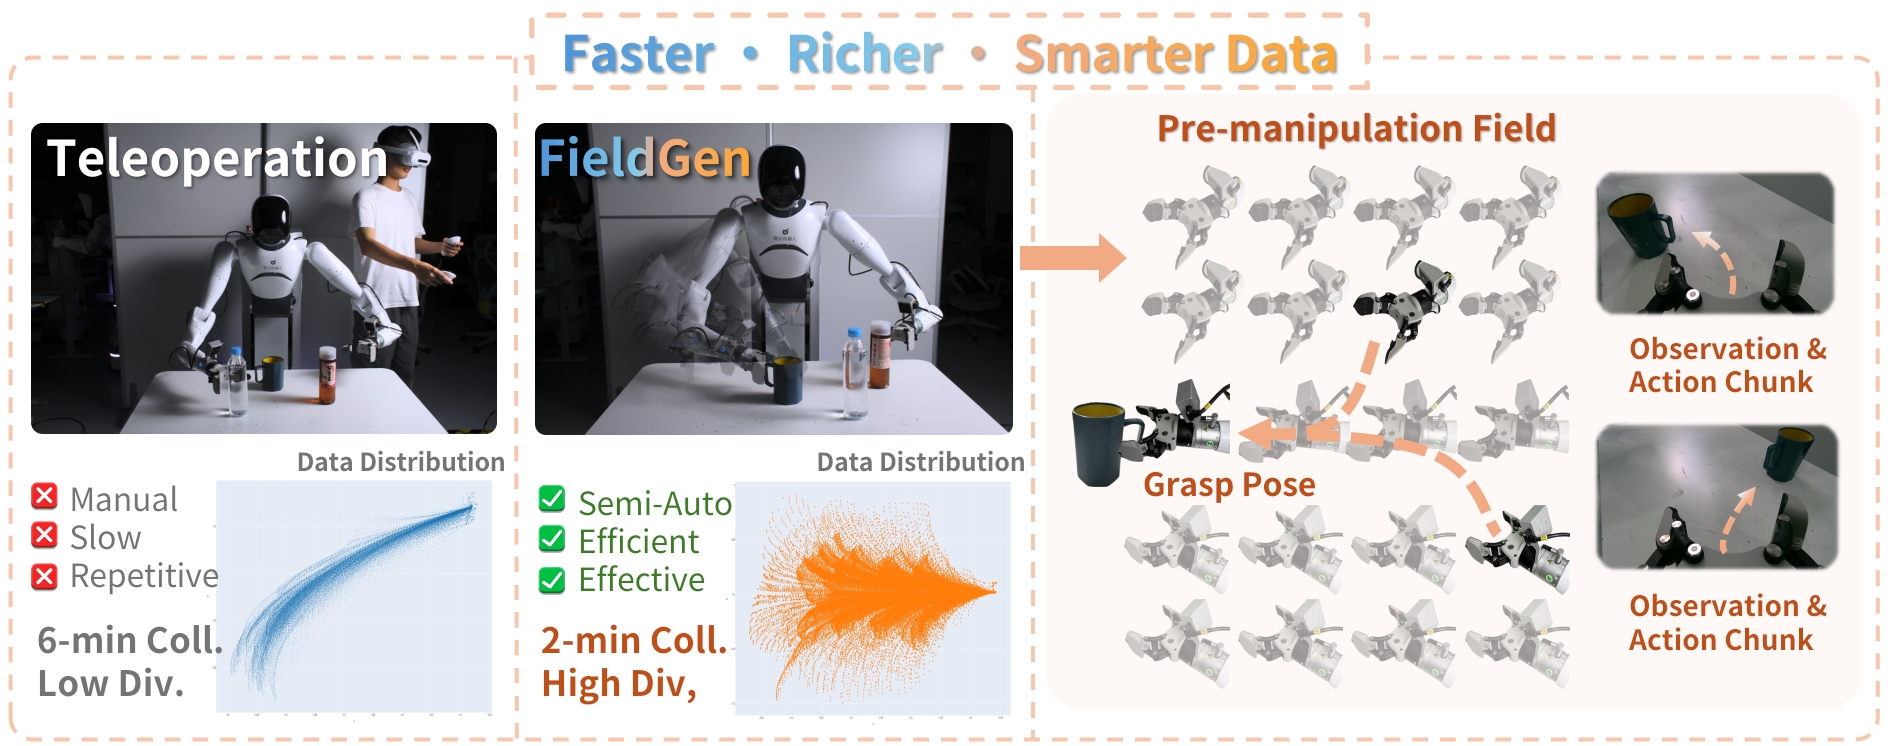 Faster • Richer • Smarter Data
Teleoperation
Data Distribution
Manual
Slow
Repetitive
6-min Coll.
Low Div.
FieldGen
Data Distribution
Semi-Auto
Efficient
Effective
2-min Coll.
High Div,
Pre-manipulation Field
Grasp Pose
Observation &
Action Chunk
Observation &
Action Chunk